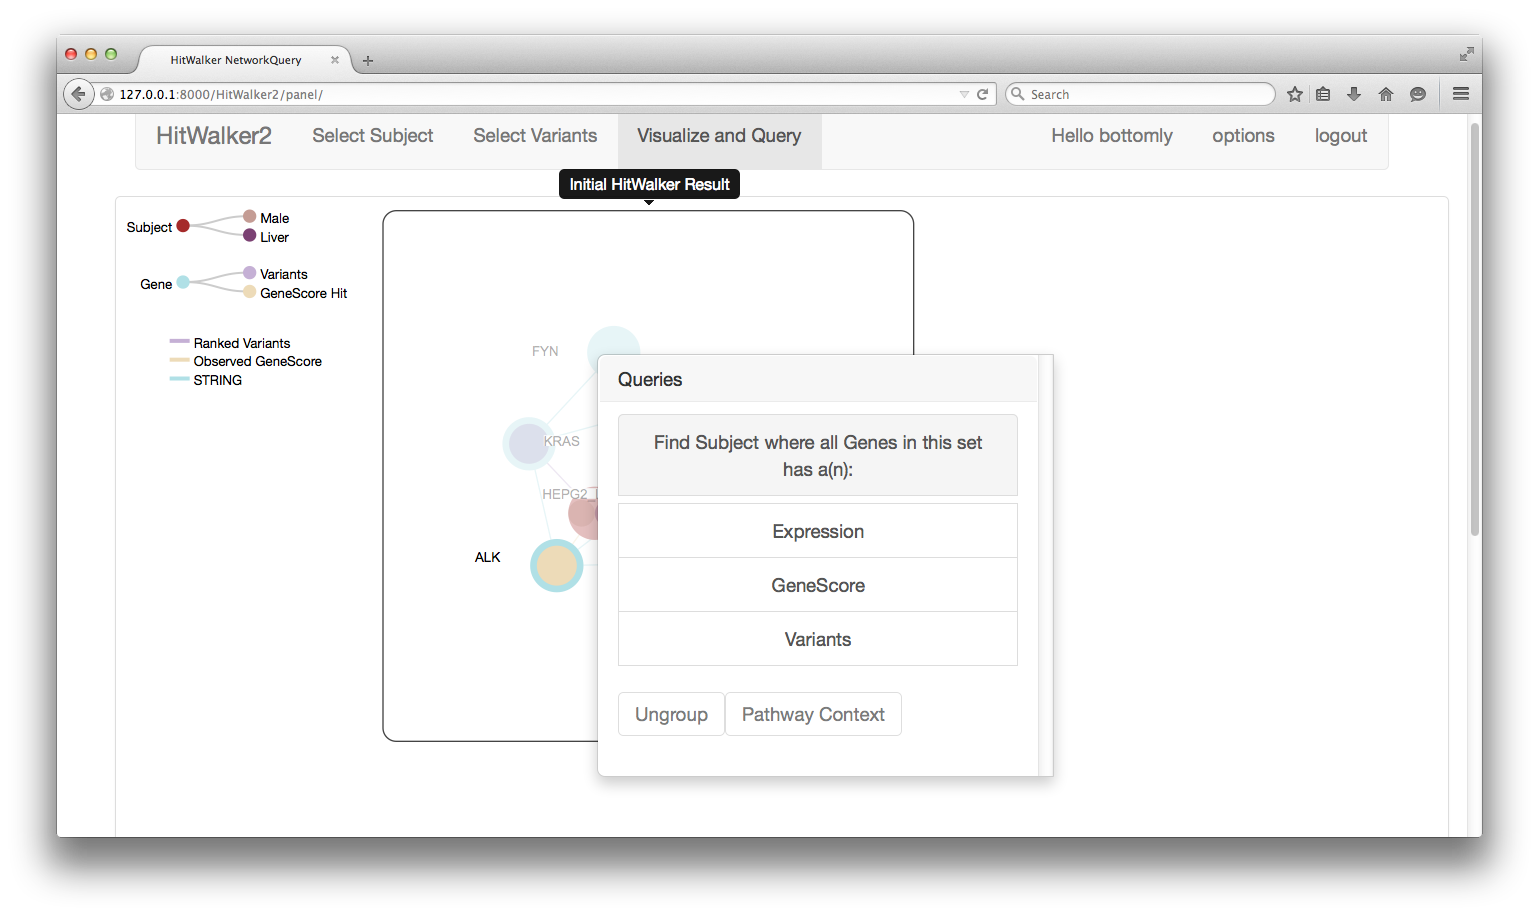 HitWalker NetworkQuery
127.0.0.1:8000/HitWalker2/panel/
Search
HitWalker2 Select Subject Select Variants Visualize and Query Hello bottomly options logout
Initial HitWalker Result
Subject
Male
Liver
Gene
Variants
GeneScore Hit
Ranked Variants
Observed GeneScore
STRING
FYN
KRAS
HEPG2_
ALK
Queries
Find Subject where all Genes in this set
has a(n):
Expression
GeneScore
Variants
Ungroup Pathway Context